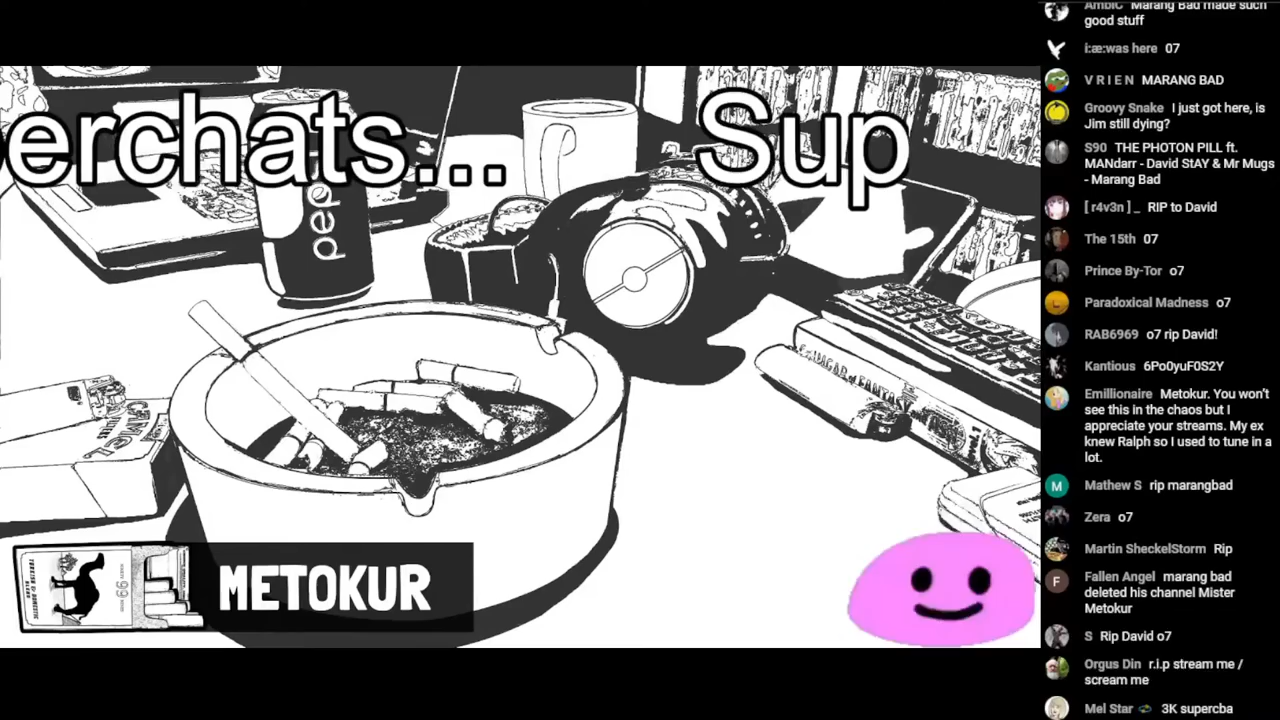 erchats... Sup
pepsi
CAMEL
TURKISH & DOMESTIC
99
METOKUR
AmbiC Marang Bad made such
good stuff
i:æ:was here 07
V R I E N MARANG BAD
Groovy Snake I just got here, is
Jim still dying?
S90 THE PHOTON PILL ft.
MANdarr - David StAY & Mr Mugs
- Marang Bad
[ r4v3n ] _ RIP to David
The 15th 07
Prince By-Tor o7
Paradoxical Madness o7
RAB6969 o7 rip David!
Kantious 6Po0yuF0S2Y
Emillionaire Metokur. You won't
see this in the chaos but I
appreciate your streams. My ex
knew Ralph so I used to tune in a
lot.
M
Mathew S rip marangbad
Zera o7
Martin SheckelStorm Rip
F
Fallen Angel marang bad
deleted his channel Mister
Metokur
S Rip David o7
Orgus Din r.i.p stream me /
scream me
Mel Star 3K supercba